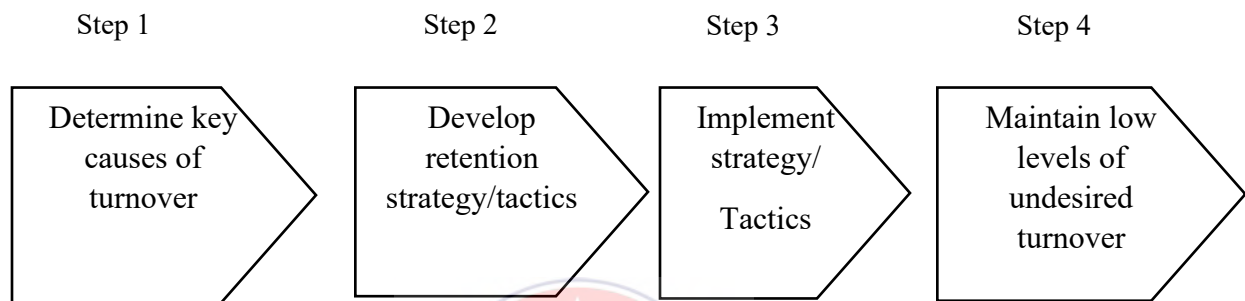 Step 1
Step 2
Step 3
Step 4
Determine key
causes of
turnover
Develop
retention
strategy/tactics
Implement
strategy/
Tactics
Maintain low
levels of
undesired
turnover